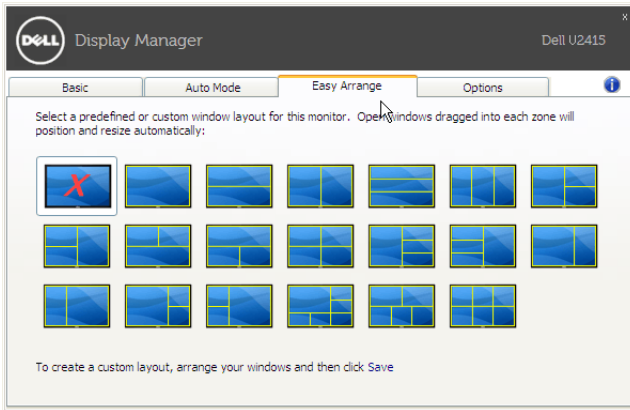 x
DELL Display Manager Dell U2415
Basic Auto Mode Easy Arrange Options i
Select a predefined or custom window layout for this monitor. Open windows dragged into each zone will
position and resize automatically:
X
To create a custom layout, arrange your windows and then click Save